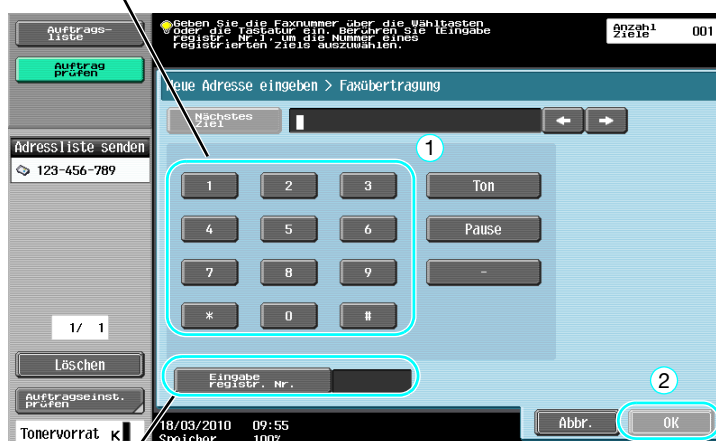 Auftrags-
liste
Auftrag
prüfen
Geben Sie die Faxnummer über die Wähltasten
oder die Tastatur ein. Berühren Sie [Eingabe
registr. Nr.], um die Nummer eines
registrierten Ziels auszuwählen.
Anzahl
Ziele
001
Neue Adresse eingeben > Faxübertragung
Nächstes
Ziel
← →
Adressliste senden
123-456-789
1
1 2 3 Ton
4 5 6 Pause
7 8 9 -
* 0 #
1/ 1
Löschen
Auftragseinst.
prüfen
Eingabe
registr. Nr.
2
Abbr. OK
Tonervorrat K
18/03/2010 09:55
Speicher 100%